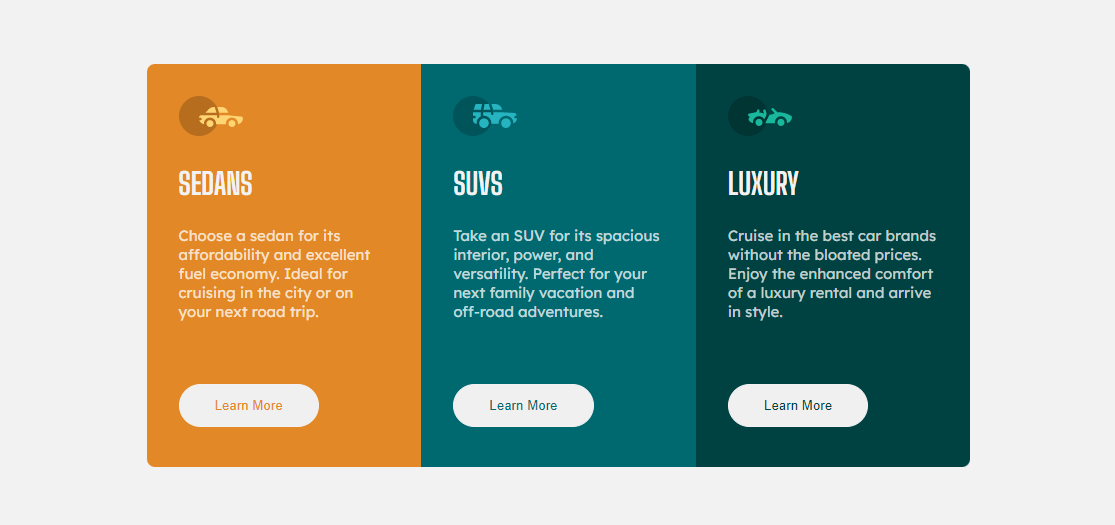 SEDANS
Choose a sedan for its
affordability and excellent
fuel economy. Ideal for
cruising in the city or on
your next road trip.
Learn More
SUVS
Take an SUV for its spacious
interior, power, and
versatility. Perfect for your
next family vacation and
off-road adventures.
Learn More
LUXURY
Cruise in the best car brands
without the bloated prices.
Enjoy the enhanced comfort
of a luxury rental and arrive
in style.
Learn More